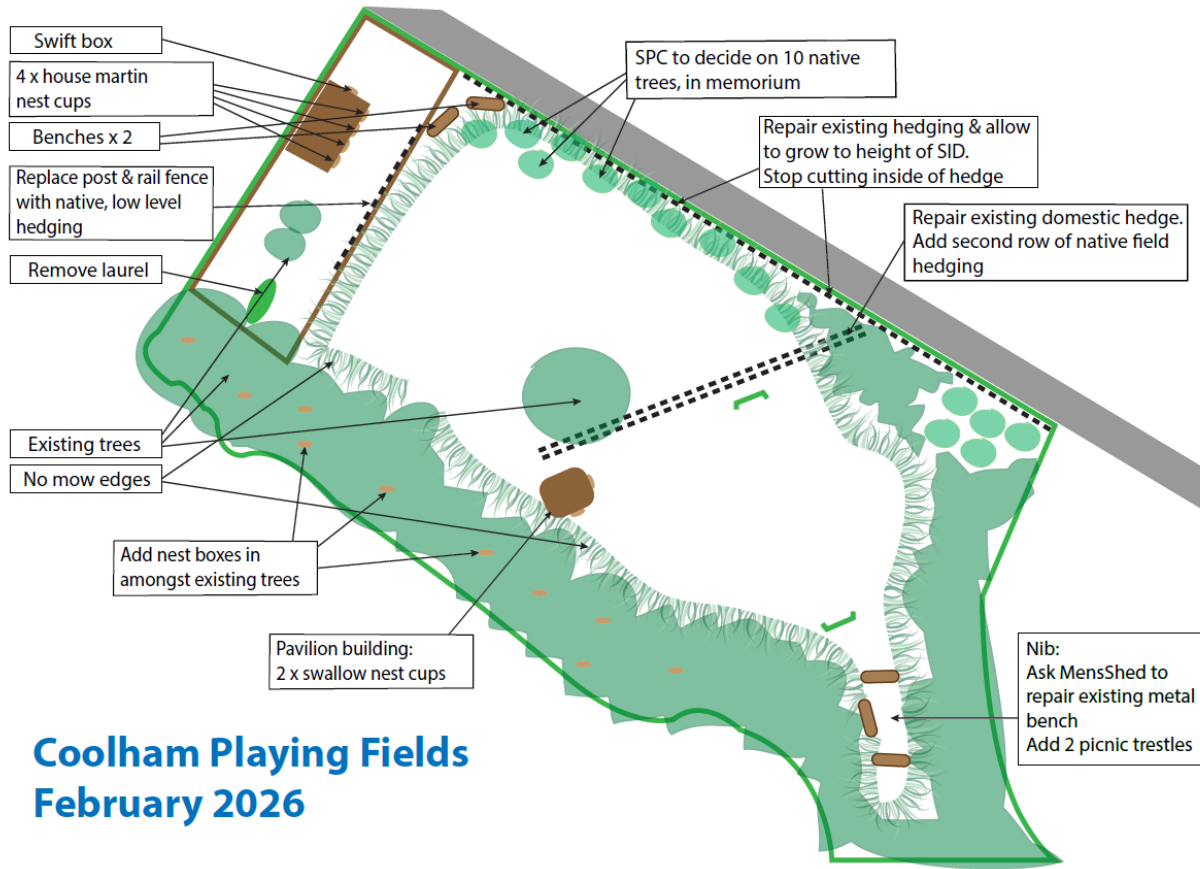 Swift box
4 x house martin
nest cups
Benches x 2
Replace post & rail fence
with native, low level
hedging
Remove laurel
Existing trees
No mow edges
Add nest boxes in
amongst existing trees
Pavilion building:
2 x swallow nest cups
SPC to decide on 10 native
trees, in memorium
Repair existing hedging & allow
to grow to height of SID.
Stop cutting inside of hedge
Repair existing domestic hedge.
Add second row of native field
hedging
Nib:
Ask MensShed to
repair existing metal
bench
Add 2 picnic trestles
Coolham Playing Fields
February 2026